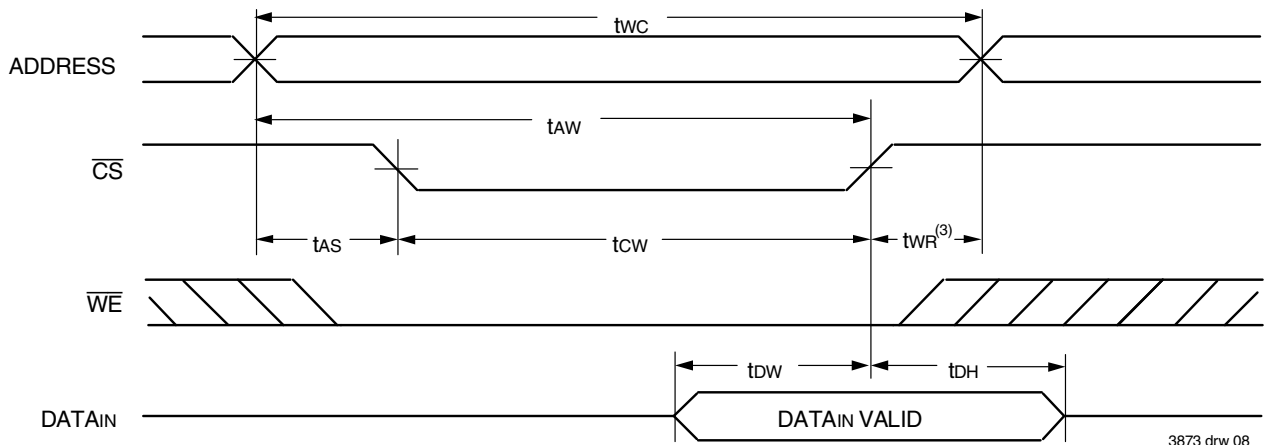 tWC
ADDRESS
tAW
CS
tAS
tCW
tWR(3)
WE
tDW
tDH
DATAIN
DATAIN VALID
3873 drw 08